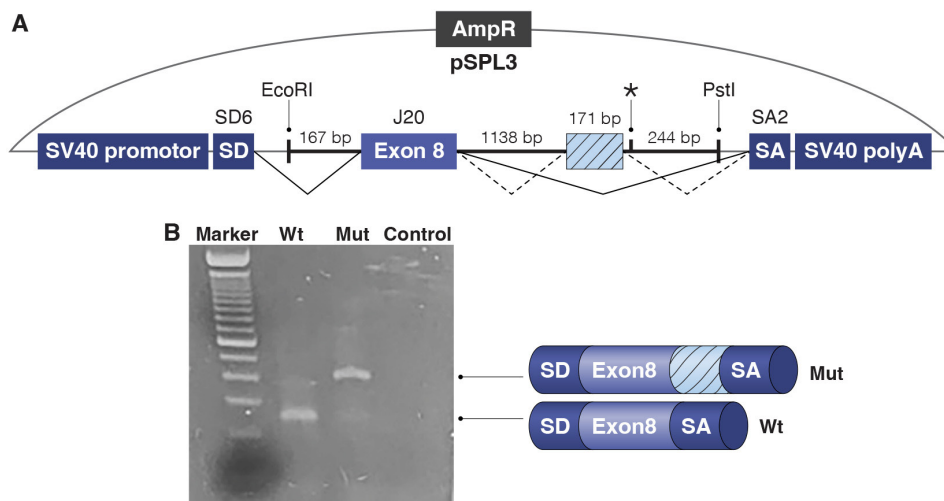 A
AmpR
pSPL3
EcoRI
*
PstI
SD6
J20
171 bp
SA2
SV40 promotor
SD
167 bp
Exon 8
1138 bp
244 bp
SA
SV40 polyA
B
Marker
Wt
Mut
Control
SD
Exon8
SA
Mut
SD
Exon8
SA
Wt